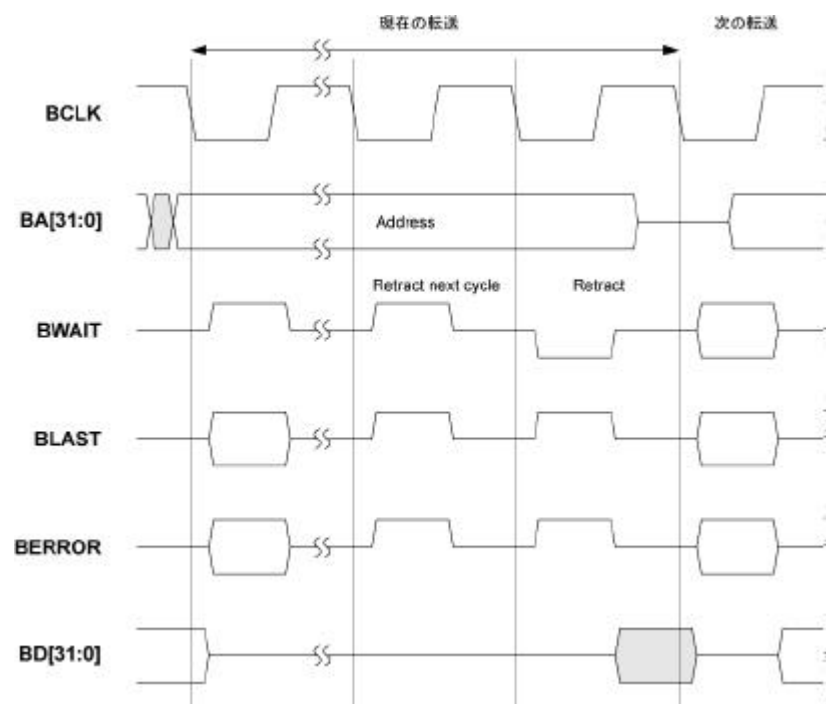 現在の転送
次の転送
BCLK
BA[31:0]
Address
Retract next cycle
Retract
BWAIT
BLAST
BERROR
BD[31:0]